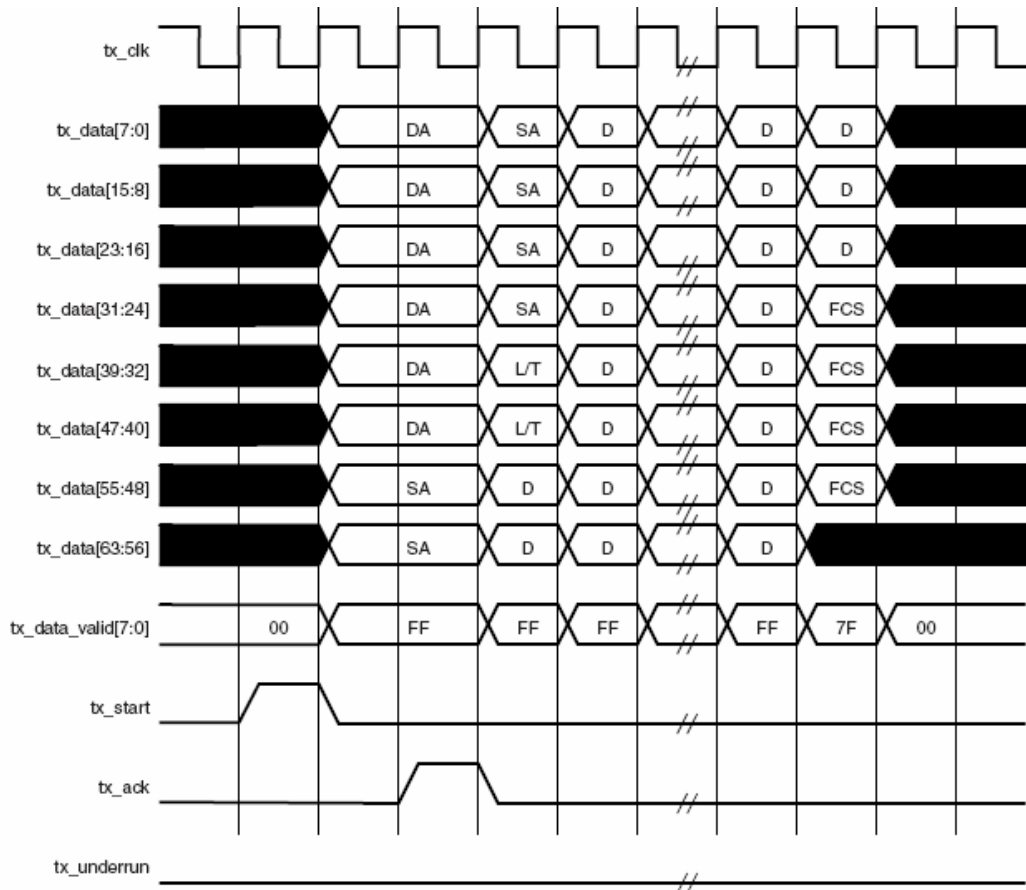 tx_clk
tx_data[7:0] DA SA D D D
tx_data[15:8] DA SA D D D
tx_data[23:16] DA SA D D D
tx_data[31:24] DA SA D D FCS
tx_data[39:32] DA L/T D D FCS
tx_data[47:40] DA L/T D D FCS
tx_data[55:48] SA D D D FCS
tx_data[63:56] SA D D D
tx_data_valid[7:0] 00 FF FF FF FF 7F 00
tx_start
tx_ack
tx_underrun